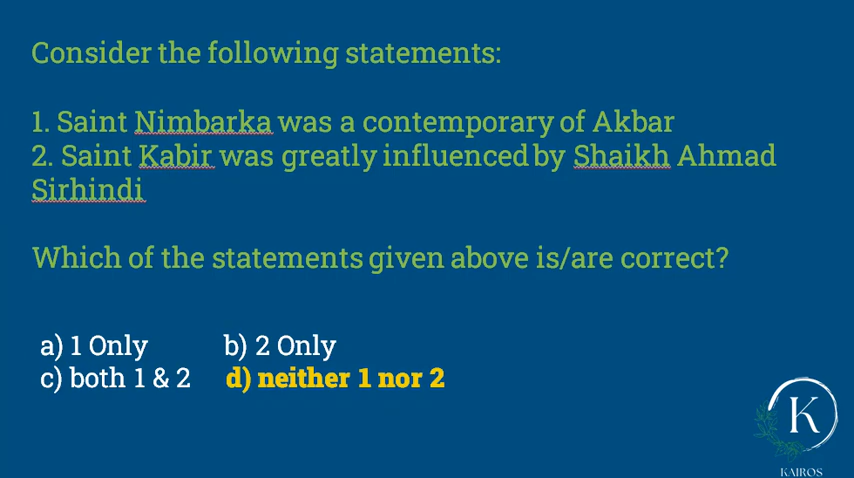 Consider the following statements:
1. Saint Nimbarka was a contemporary of Akbar
2. Saint Kabir was greatly influenced by Shaikh Ahmad
Sirhindi
Which of the statements given above is/are correct?
a) 1 Only b) 2 Only
c) both 1 & 2 d) neither 1 nor 2
K
KAIROS